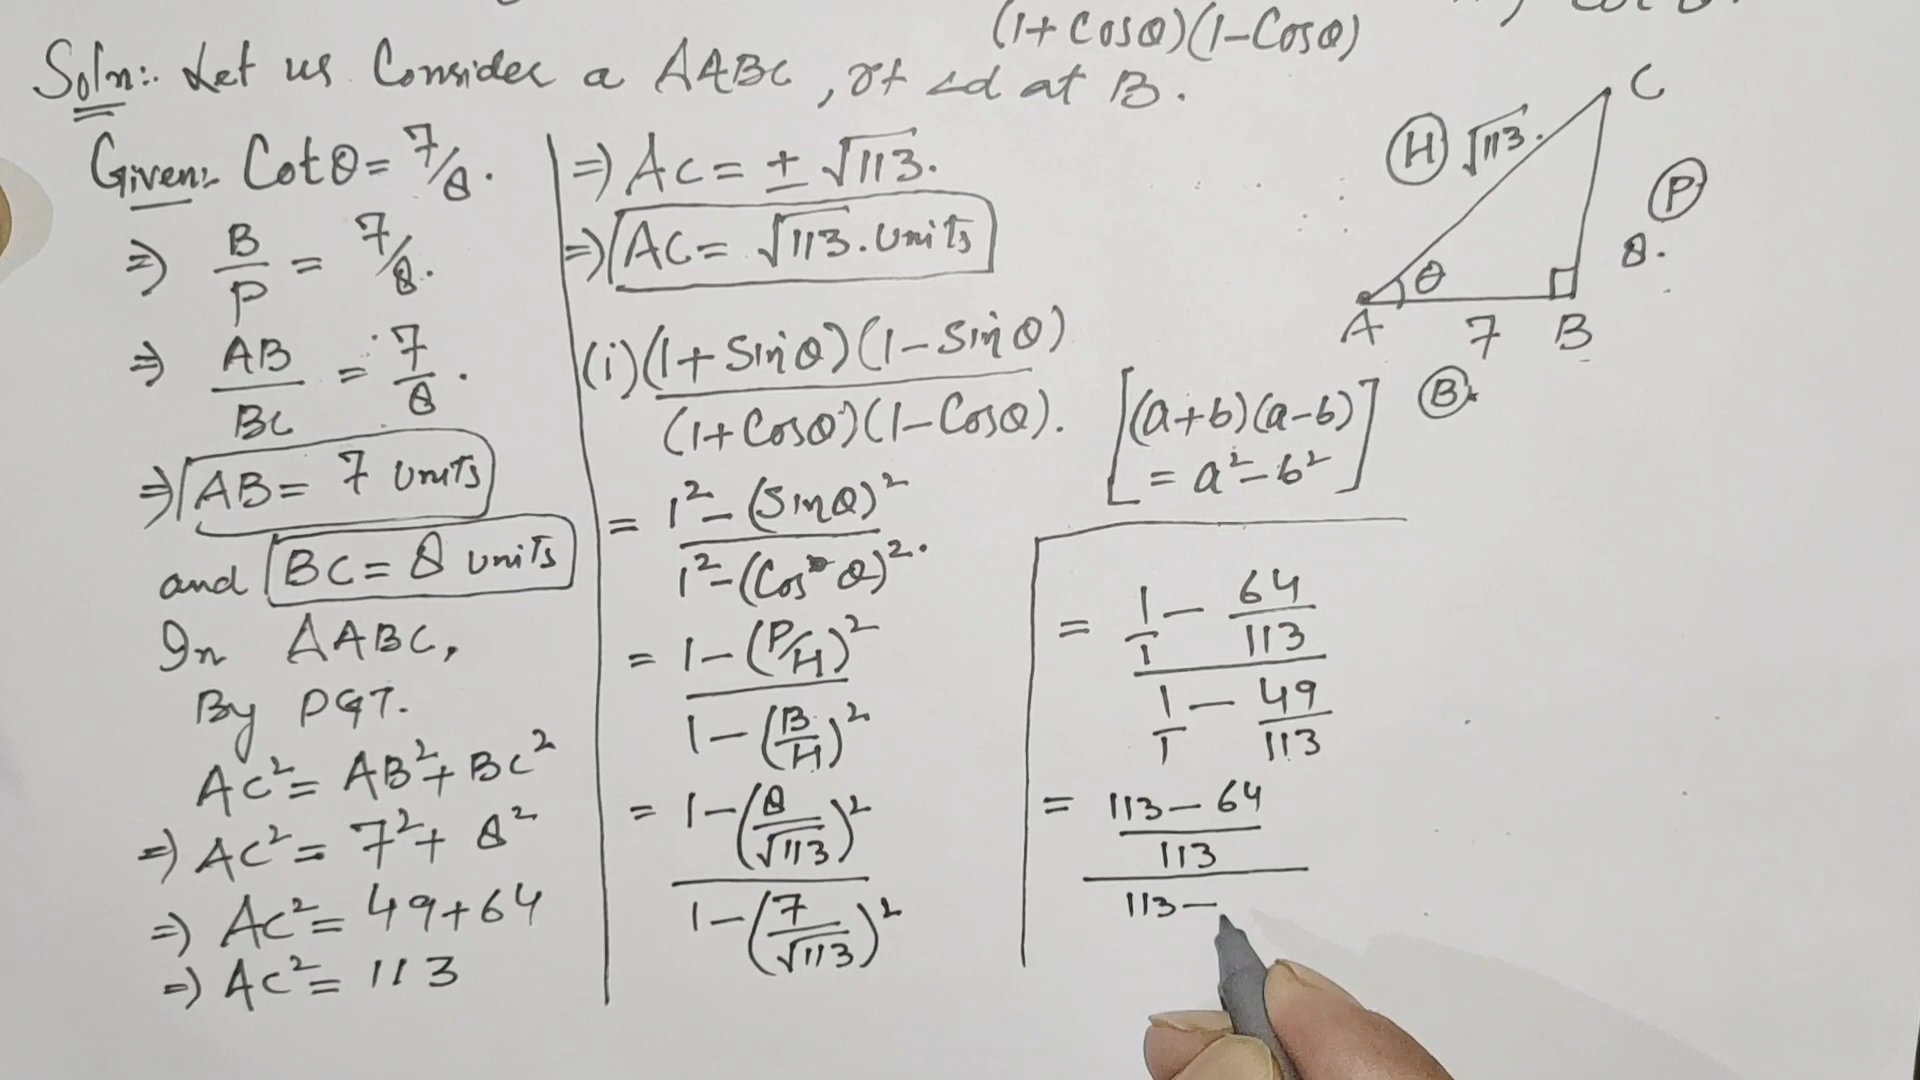 (1+Cosθ)(1-Cosθ)
Soln:. Let us Consider a ΔABC, rt ∠d at B.
Given:- Cotθ = 7/8.
⇒ B/P = 7/8.
⇒ AB/BC = 7/8.
⇒ AB = 7 units
and BC = 8 units
In ΔABC,
By PGT.
AC² = AB² + BC²
⇒ AC² = 7² + 8²
⇒ AC² = 49+64
⇒ AC² = 113
⇒ AC = ± √113.
⇒ AC = √113. units
(i) (1+Sinθ)(1-Sinθ)
(1+Cosθ)(1-Cosθ).
[(a+b)(a-b)
= a²-b²]
= 1² - (Sinθ)²
1² - (Cos θ)².
= 1-(P/H)²
1-(B/H)²
= 1-(8/√113)²
1-(7/√113)²
= 1/1 - 64/113
1/1 - 49/113
= 113-64
113
113-
C
H √113.
P
8.
θ
A 7 B
B